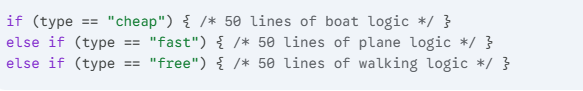 if (type == "cheap") { /* 50 lines of boat logic */ }
else if (type == "fast") { /* 50 lines of plane logic */ }
else if (type == "free") { /* 50 lines of walking logic */ }